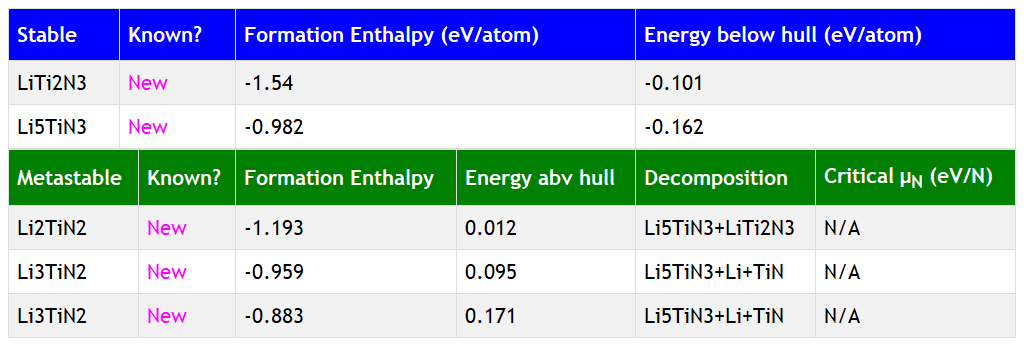 Stable Known? Formation Enthalpy (eV/atom) Energy below hull (eV/atom)
LiTi2N3 New -1.54 -0.101
Li5TiN3 New -0.982 -0.162
Metastable Known? Formation Enthalpy Energy abv hull Decomposition Critical μN (eV/N)
Li2TiN2 New -1.193 0.012 Li5TiN3+LiTi2N3 N/A
Li3TiN2 New -0.959 0.095 Li5TiN3+Li+TiN N/A
Li3TiN2 New -0.883 0.171 Li5TiN3+Li+TiN N/A